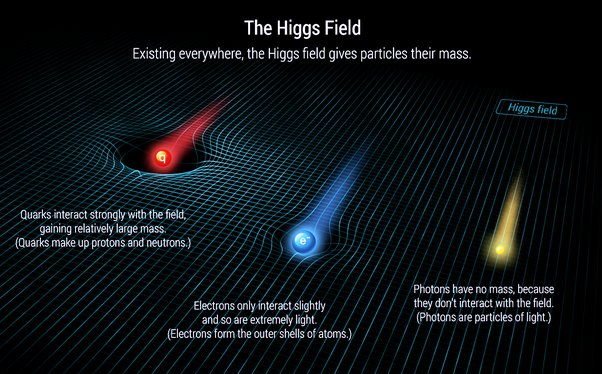 The Higgs Field
Existing everywhere, the Higgs field gives particles their mass.
Higgs field
q
Quarks interact strongly with the field,
gaining relatively large mass.
(Quarks make up protons and neutrons.)
e⁻
Electrons only interact slightly
and so are extremely light.
(Electrons form the outer shells of atoms.)
Photons have no mass, because
they don't interact with the field.
(Photons are particles of light.)